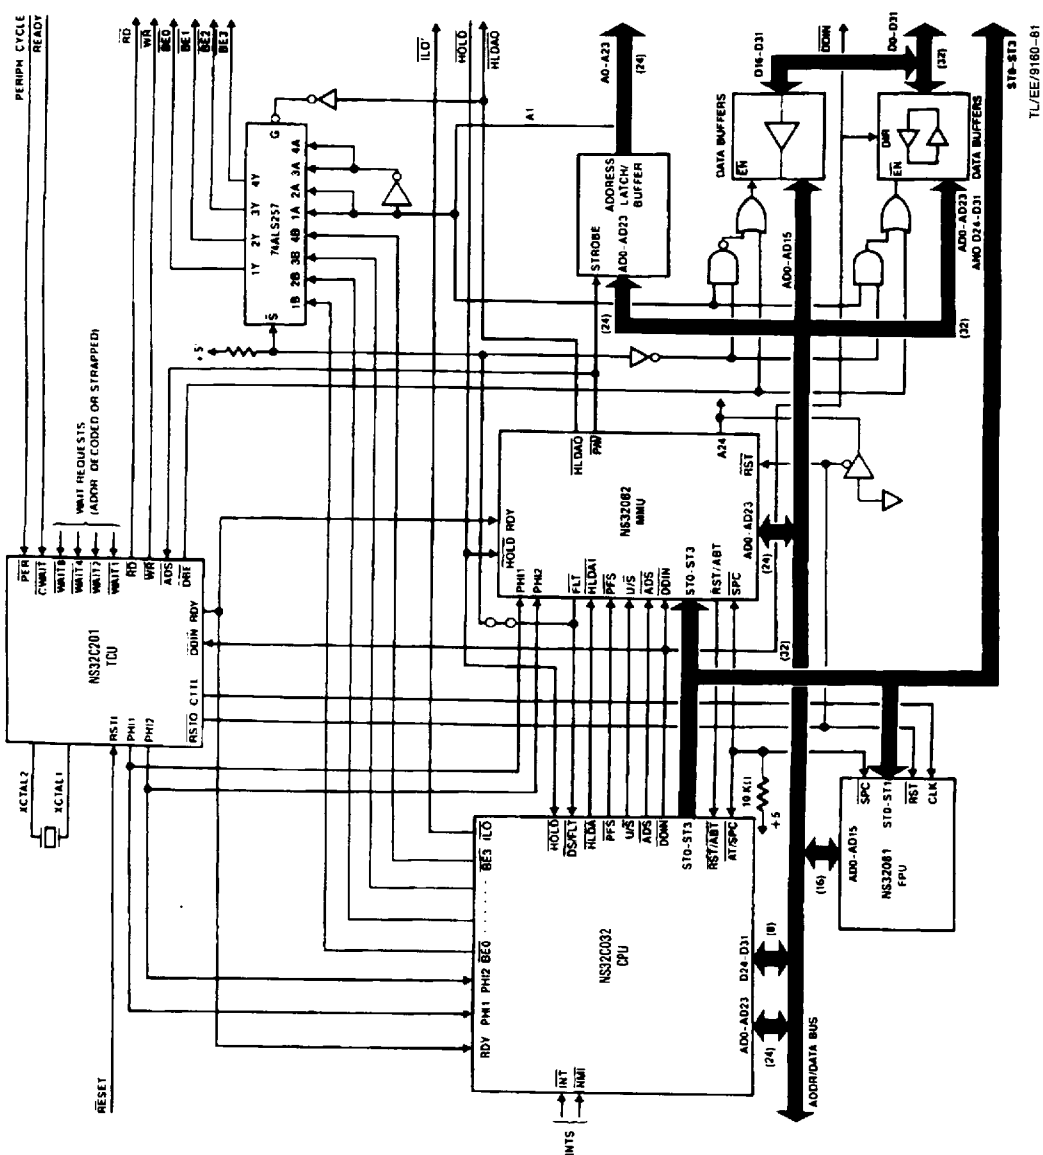 PERIPH CYCLE
READY
RD
WR
BE0
BE1
BE2
BE3
ILO'
HOLD
HLDAO
A0-A23
(24)
D16-D31
DDIN
D0-D31
(32)
ST0-ST3
TL/EE/9160-81
WAIT REQUESTS
(ADDR DECODED OR STRAPPED)
PER
CWAIT
WAIT8
WAIT4
WAIT2
WAIT1
RD
WR
ADS
DBE
NS32C201
TCU
XCTAL2
XCTAL1
RSTI
PHI1
PHI2
RSTO
CTTL
DDIN
RDY
+5
G
74ALS257
1Y
2Y
3Y
4Y
S
1B
2B
3B
4B
1A
2A
3A
4A
A1
ADDRESS
LATCH/
BUFFER
STROBE
AD0-AD23
(24)
DATA BUFFERS
EN
AD0-AD15
DIR
EN
DATA BUFFERS
AD0-AD23
AND D24-D31
(32)
NS32082
MMU
HLDAO
PAV
A24
RST
RDY
HOLD
PHI1
PHI2
FLT
HLDAI
PFS
U/S
ADS
DDIN
ST0-ST3
RST/ABT
SPC
AD0-AD23
(24)
(32)
RESET
NS32C032
CPU
RDY
PHI1
PHI2
BE0
BE3
ILO
HOLD
DS/FLT
HLDA
PFS
U/S
ADS
DDIN
ST0-ST3
RST/ABT
AT/SPC
10 KΩ
+5
INT
NMI
INTS
AD0-AD23
D24-D31
(24)
(8)
ADDR/DATA BUS
NS32081
FPU
SPC
ST0-ST1
RST
CLK
AD0-AD15
(16)